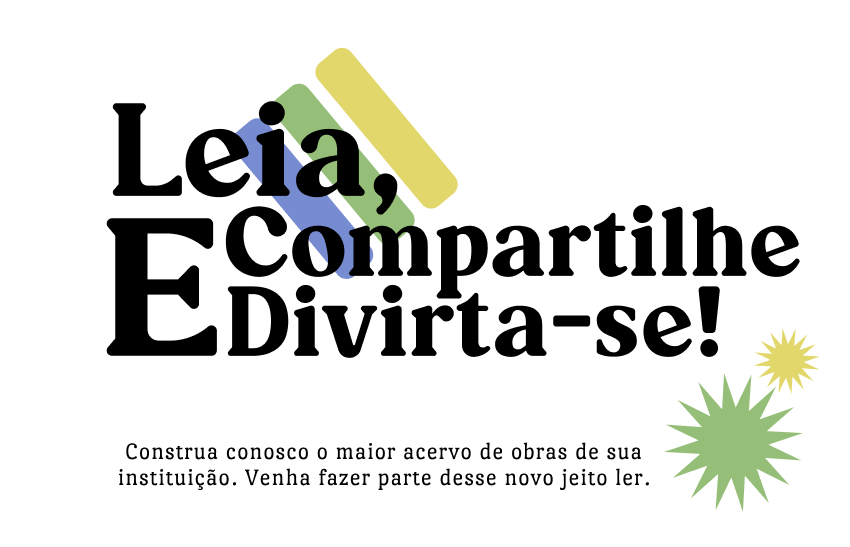 Leia,
E Compartilhe
Divirta-se!
Construa conosco o maior acervo de obras de sua
instituição. Venha fazer parte desse novo jeito ler.